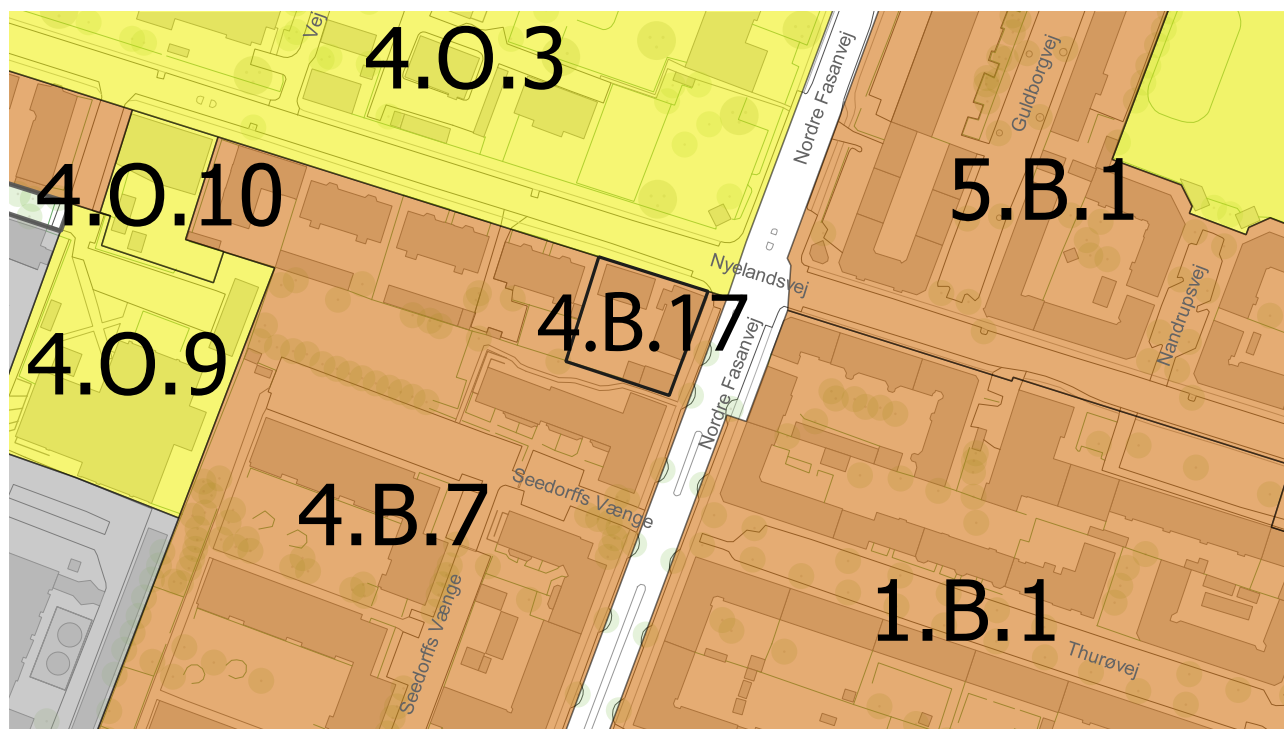 Vej
4.O.3
Nordre Fasanvej
Guldborgvej
4.O.10
5.B.1
Nyelandsvej
4.B.17
Nandrupsvej
4.O.9
Nordre Fasanvej
4.B.7
Seedorffs Vænge
Seedorffs Vænge
1.B.1
Thurøvej